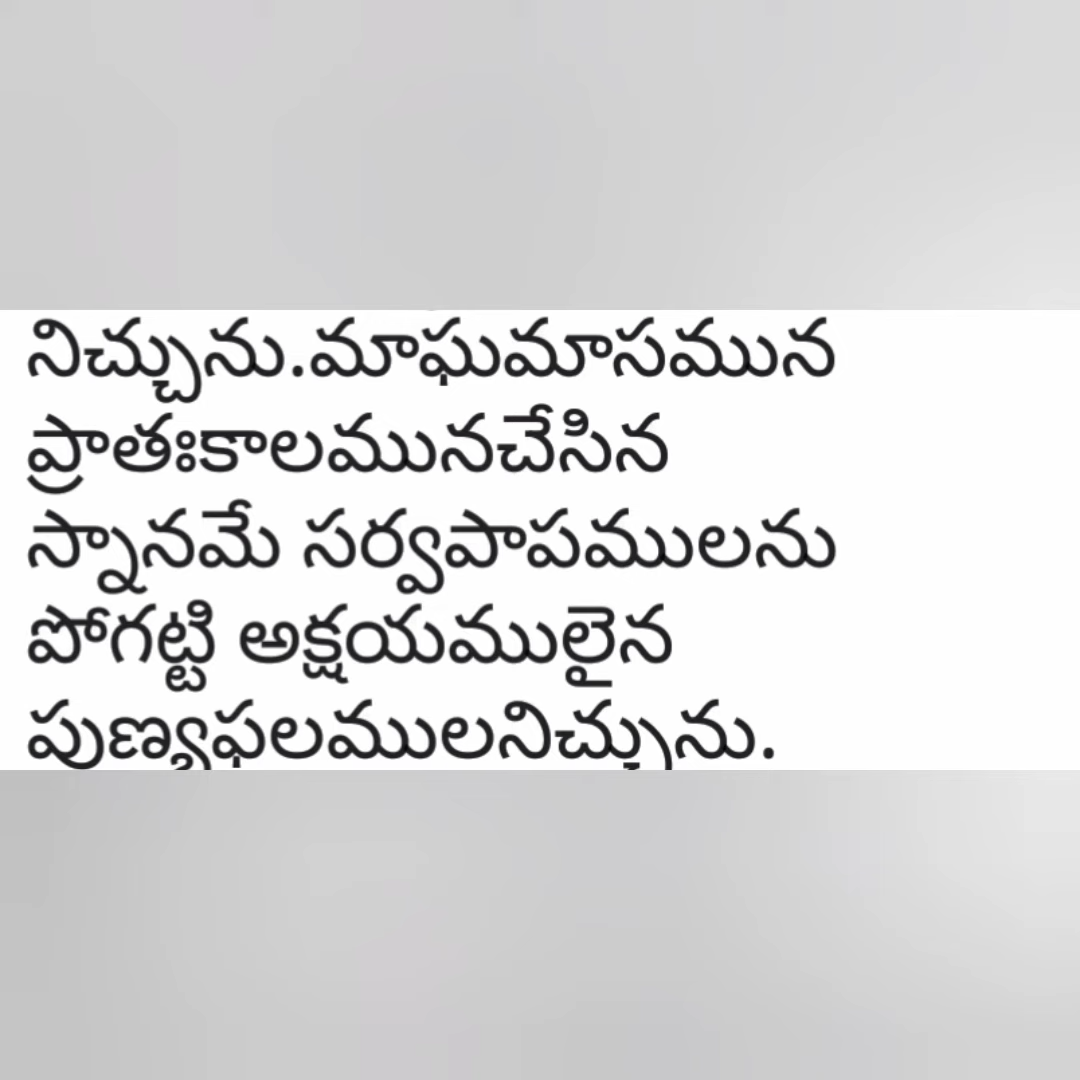 నిచ్చును.మాఘమాసమున
ప్రాతఃకాలమునచేసిన
స్నానమే సర్వపాపములను
పోగట్టి అక్షయములైన
పుణ్యఫలములనిచ్చును.